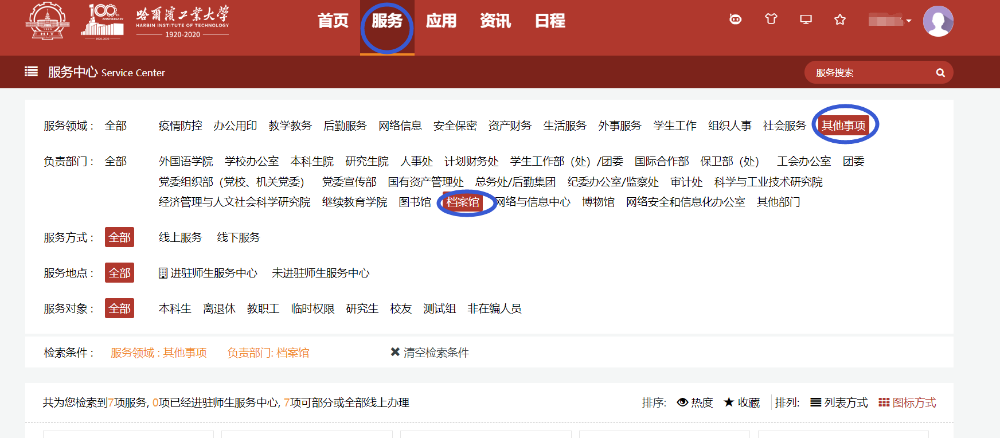 HIT
100th
ANNIVERSARY
1920-2020
哈尔滨工业大学
HARBIN INSTITUTE OF TECHNOLOGY
1920-2020
首页 服务 应用 资讯 日程
服务中心 Service Center
服务搜索
服务领域： 全部 疫情防控 办公用印 教学教务 后勤服务 网络信息 安全保密 资产财务 生活服务 外事服务 学生工作 组织人事 社会服务 其他事项
负责部门： 全部 外国语学院 学校办公室 本科生院 研究生院 人事处 计划财务处 学生工作部（处）/团委 国际合作部 保卫部（处） 工会办公室 团委
党委组织部（党校、机关党委） 党委宣传部 国有资产管理处 总务处/后勤集团 纪委办公室/监察处 审计处 科学与工业技术研究院
经济管理与人文社会科学研究院 继续教育学院 图书馆 档案馆 网络与信息中心 博物馆 网络安全和信息化办公室 其他部门
服务方式： 全部 线上服务 线下服务
服务地点： 全部 进驻师生服务中心 未进驻师生服务中心
服务对象： 全部 本科生 离退休 教职工 临时权限 研究生 校友 测试组 非在编人员
检索条件： 服务领域 : 其他事项 负责部门: 档案馆 ✖ 清空检索条件
共为您检索到7项服务, 0项已经进驻师生服务中心, 7项可部分或全部线上办理 排序: 热度 ★ 收藏 排列: 列表方式 图标方式